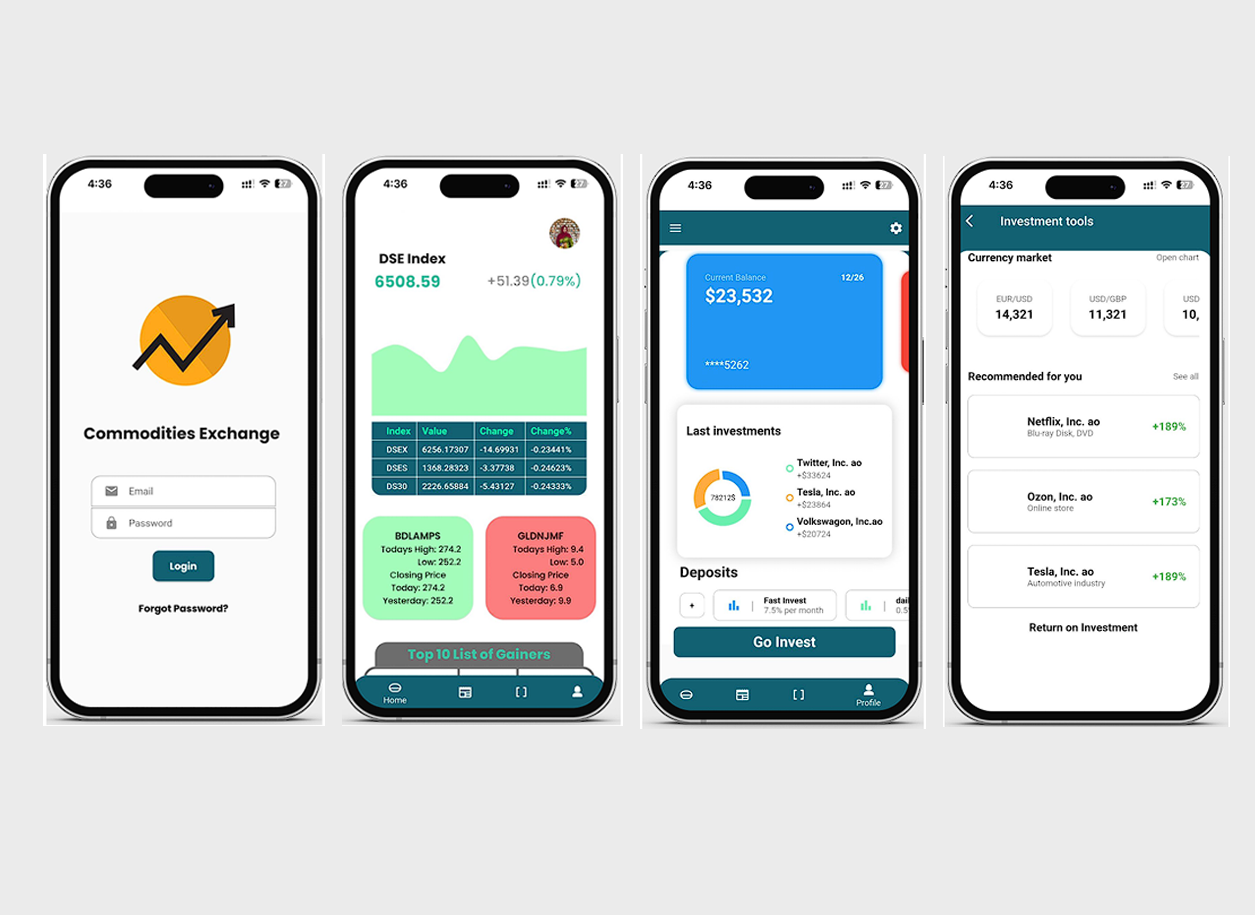 4:36
27
Commodities Exchange
Email
Password
Login
Forgot Password?
4:36
27
DSE Index
6508.59
+51.39(0.79%)
Index Value Change Change%
DSEX 6256.17307 -14.69931 -0.23441%
DSES 1368.28323 -3.37738 -0.24623%
DS30 2226.65884 -5.43127 -0.24333%
BDLAMPS
Todays High: 274.2
Low: 252.2
Closing Price
Today: 274.2
Yesterday: 252.2
GLDNJMF
Todays High: 9.4
Low: 5.0
Closing Price
Today: 6.9
Yesterday: 9.9
Top 10 List of Gainers
Home
4:36
27
Current Balance 12/26
$23,532
****5262
Last investments
78212$
Twitter, Inc. ao
+$33624
Tesla, Inc. ao
+$23864
Volkswagon, Inc.ao
+$20724
Deposits
+
Fast Invest
7.5% per month
dail
0.5%
Go Invest
Profile
4:36
27
Investment tools
Currency market Open chart
EUR/USD
14,321
USD/GBP
11,321
USD
10,
Recommended for you See all
Netflix, Inc. ao
Blu-ray Disk, DVD
+189%
Ozon, Inc. ao
Online store
+173%
Tesla, Inc. ao
Automotive industry
+189%
Return on Investment